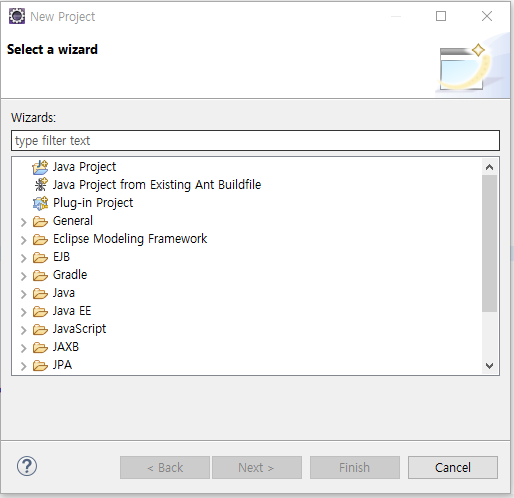 New Project
Select a wizard
Wizards:
type filter text
Java Project
Java Project from Existing Ant Buildfile
Plug-in Project
General
Eclipse Modeling Framework
EJB
Gradle
Java
Java EE
JavaScript
JAXB
JPA
?
< Back
Next >
Finish
Cancel